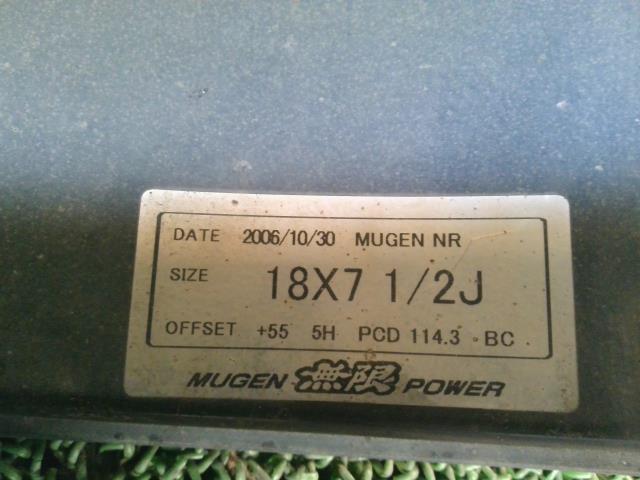 DATE 2006/10/30 MUGEN NR
SIZE 18X7 1/2J
OFFSET +55 5H PCD 114.3 BC
MUGEN 無限 POWER